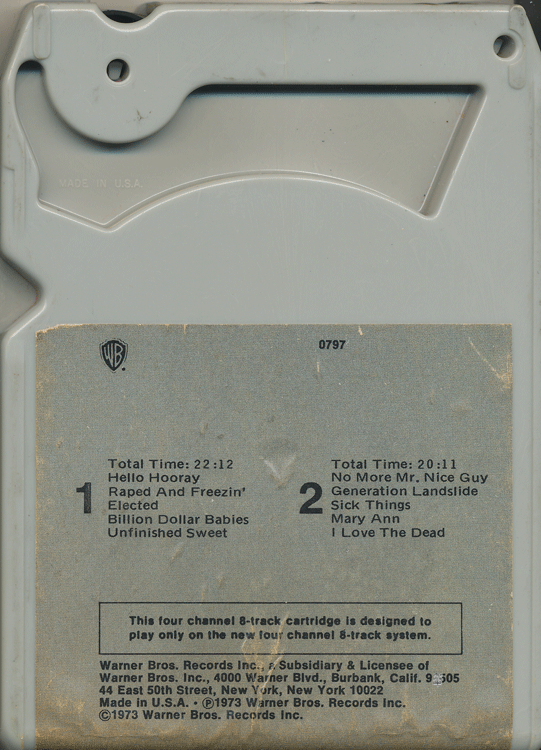 MADE IN U.S.A.
WB
0797
1
Total Time: 22:12
Hello Hooray
Raped And Freezin'
Elected
Billion Dollar Babies
Unfinished Sweet
2
Total Time: 20:11
No More Mr. Nice Guy
Generation Landslide
Sick Things
Mary Ann
I Love The Dead
This four channel 8-track cartridge is designed to
play only on the new four channel 8-track system.
Warner Bros. Records Inc., a Subsidiary & Licensee of
Warner Bros. Inc., 4000 Warner Blvd., Burbank, Calif.
44 East 50th Street, New York, New York 10022
Made in U.S.A. • ℗1973 Warner Bros. Records Inc.
©1973 Warner Bros. Records Inc.